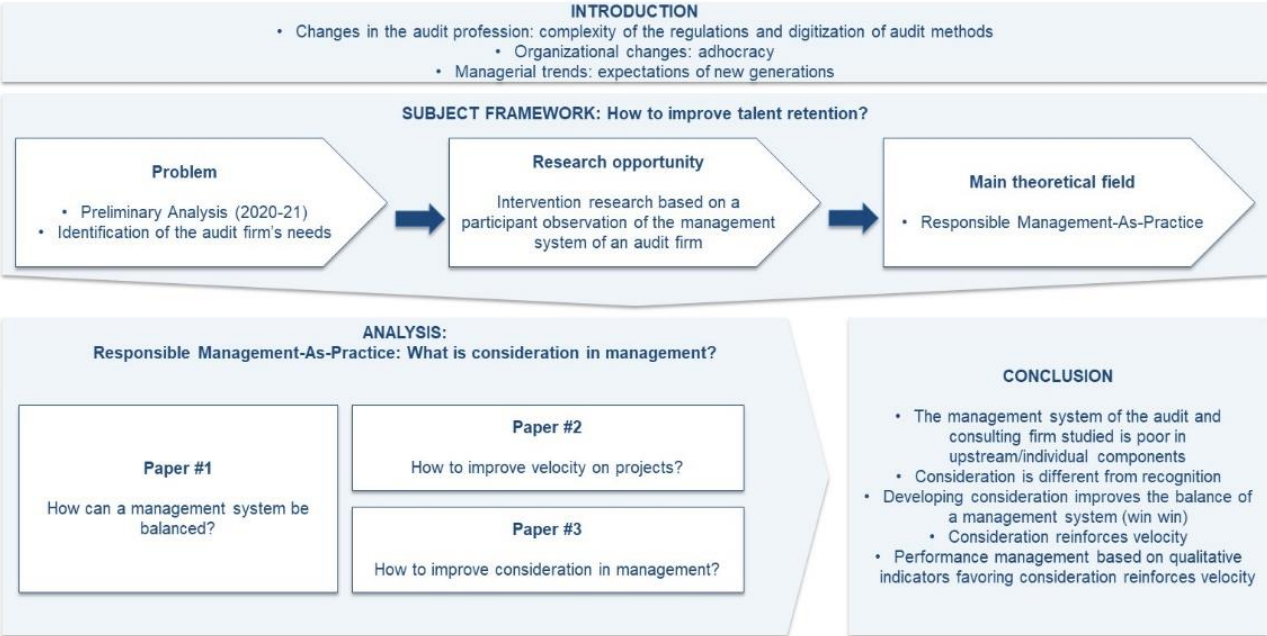 INTRODUCTION
• Changes in the audit profession: complexity of the regulations and digitization of audit methods
• Organizational changes: adhocracy
• Managerial trends: expectations of new generations
SUBJECT FRAMEWORK: How to improve talent retention?
Problem
• Preliminary Analysis (2020-21)
• Identification of the audit firm's needs
Research opportunity
Intervention research based on a
participant observation of the management
system of an audit firm
Main theoretical field
• Responsible Management-As-Practice
ANALYSIS:
Responsible Management-As-Practice: What is consideration in management?
Paper #1
How can a management system be
balanced?
Paper #2
How to improve velocity on projects?
Paper #3
How to improve consideration in management?
CONCLUSION
• The management system of the audit and
consulting firm studied is poor in
upstream/individual components
• Consideration is different from recognition
• Developing consideration improves the balance of
a management system (win win)
• Consideration reinforces velocity
• Performance management based on qualitative
indicators favoring consideration reinforces velocity